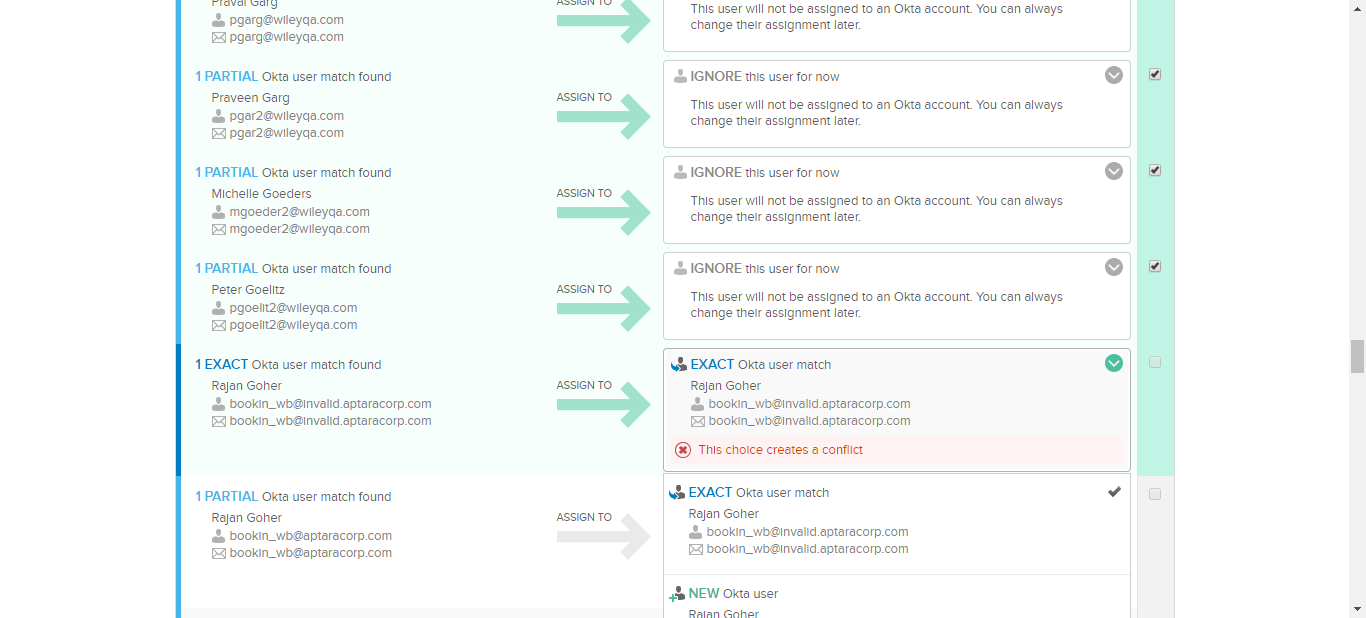 Praval Garg
pgarg@wileyqa.com
pgarg@wileyqa.com
ASSIGN TO
This user will not be assigned to an Okta account. You can always
change their assignment later.
1 PARTIAL Okta user match found
Praveen Garg
pgar2@wileyqa.com
pgar2@wileyqa.com
ASSIGN TO
IGNORE this user for now
This user will not be assigned to an Okta account. You can always
change their assignment later.
1 PARTIAL Okta user match found
Michelle Goeders
mgoeder2@wileyqa.com
mgoeder2@wileyqa.com
ASSIGN TO
IGNORE this user for now
This user will not be assigned to an Okta account. You can always
change their assignment later.
1 PARTIAL Okta user match found
Peter Goelitz
pgoelit2@wileyqa.com
pgoelit2@wileyqa.com
ASSIGN TO
IGNORE this user for now
This user will not be assigned to an Okta account. You can always
change their assignment later.
1 EXACT Okta user match found
Rajan Goher
bookin_wb@invalid.aptaracorp.com
bookin_wb@invalid.aptaracorp.com
ASSIGN TO
EXACT Okta user match
Rajan Goher
bookin_wb@invalid.aptaracorp.com
bookin_wb@invalid.aptaracorp.com
This choice creates a conflict
1 PARTIAL Okta user match found
Rajan Goher
bookin_wb@aptaracorp.com
bookin_wb@aptaracorp.com
ASSIGN TO
EXACT Okta user match
Rajan Goher
bookin_wb@invalid.aptaracorp.com
bookin_wb@invalid.aptaracorp.com
NEW Okta user
Rajan Goher